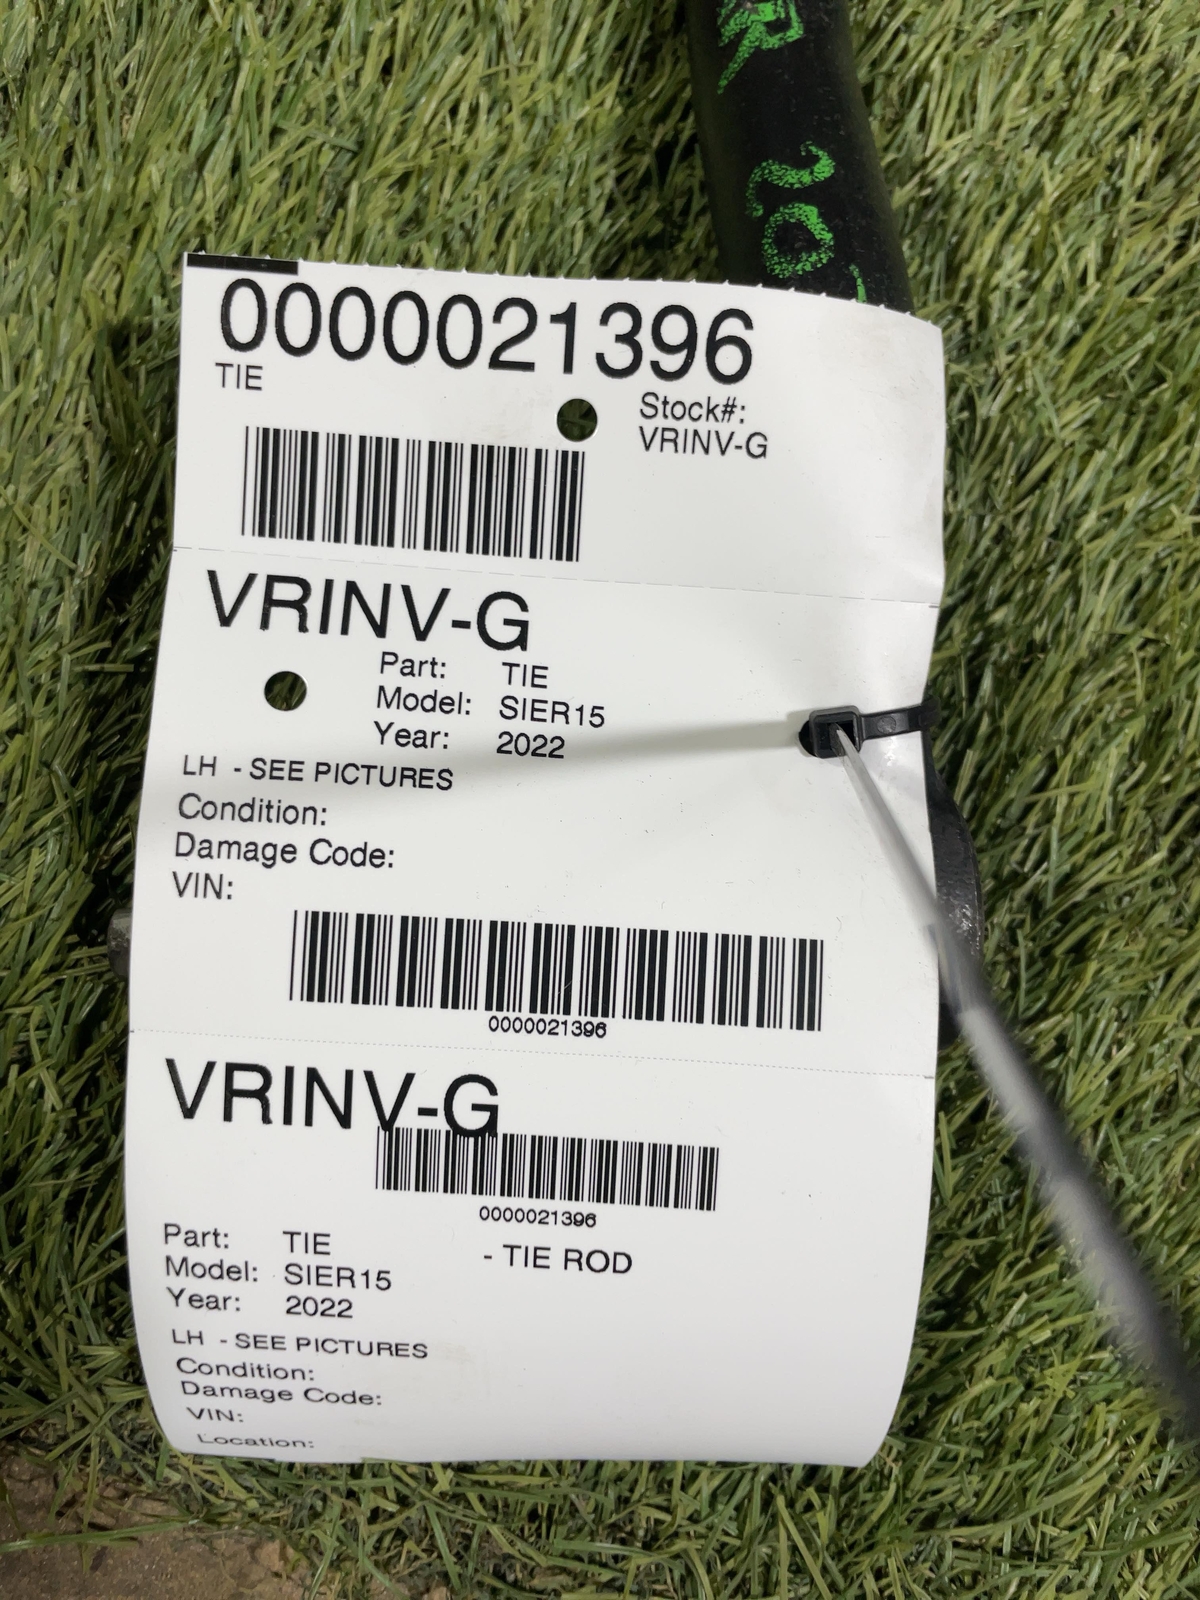 R 20
0000021396
TIE
Stock#:
VRINV-G
VRINV-G
Part: TIE
Model: SIER15
Year: 2022
LH - SEE PICTURES
Condition:
Damage Code:
VIN:
0000021396
VRINV-G
0000021396
Part: TIE
- TIE ROD
Model: SIER15
Year: 2022
LH - SEE PICTURES
Condition:
Damage Code:
VIN:
Location: